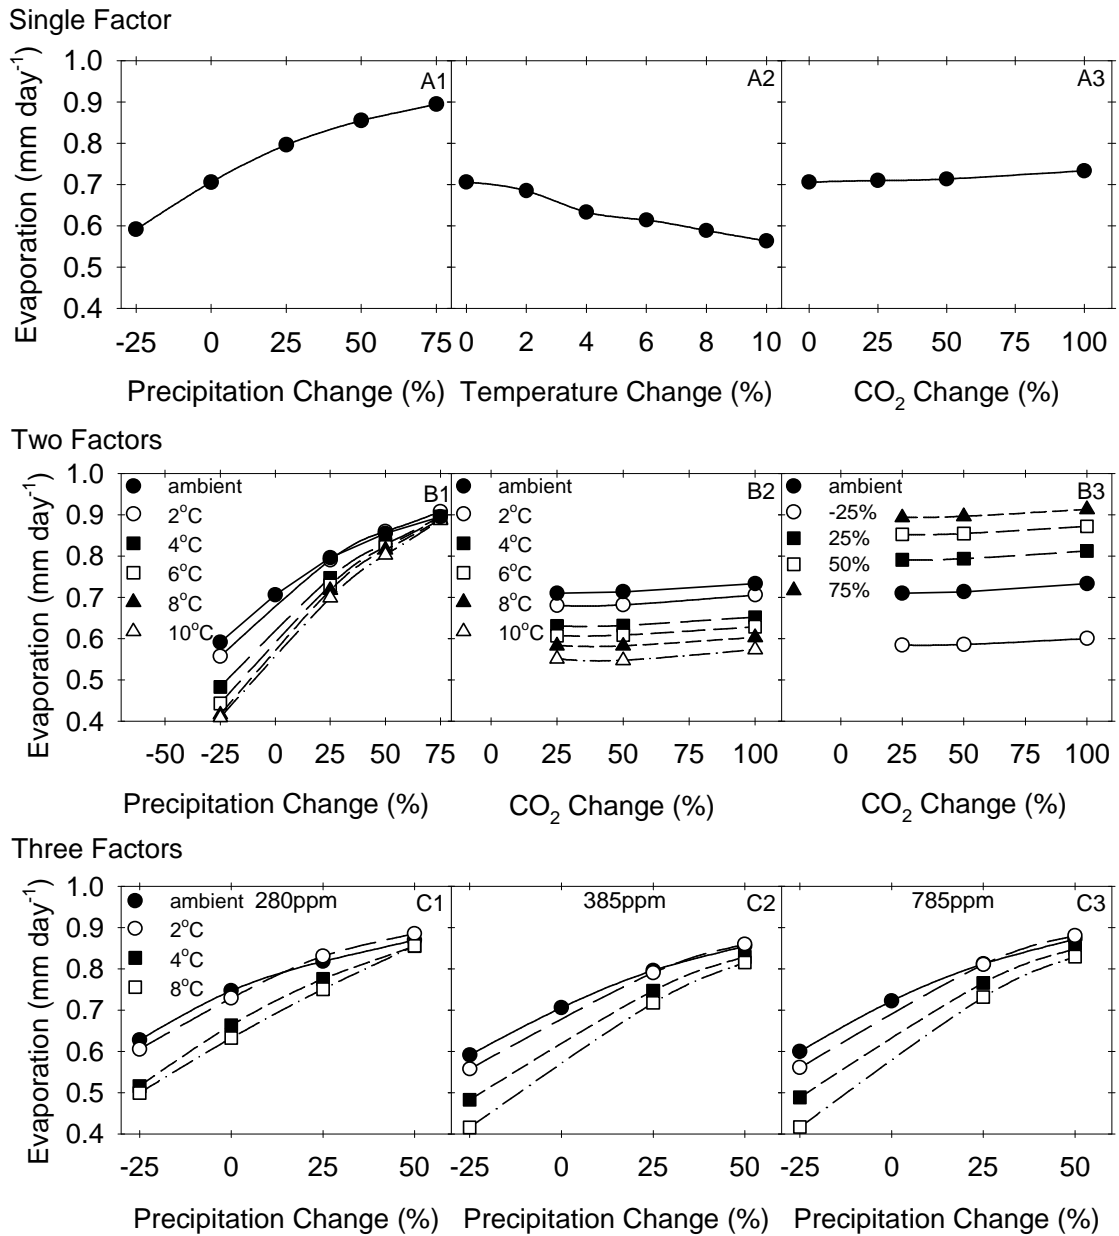 Single Factor
Evaporation (mm day⁻¹)
1.0
0.9
0.8
0.7
0.6
0.5
0.4
A1
A2
A3
-25 0 25 50 75
0 2 4 6 8 10
0 25 50 75 100
Precipitation Change (%)
Temperature Change (%)
CO₂ Change (%)
Two Factors
Evaporation (mm day⁻¹)
1.0
0.9
0.8
0.7
0.6
0.5
0.4
ambient
2°C
4°C
6°C
8°C
10°C
B1
ambient
2°C
4°C
6°C
8°C
10°C
B2
ambient
-25%
25%
50%
75%
B3
-50 -25 0 25 50 75
0 25 50 75 100
0 25 50 75 100
Precipitation Change (%)
CO₂ Change (%)
CO₂ Change (%)
Three Factors
Evaporation (mm day⁻¹)
1.0
0.9
0.8
0.7
0.6
0.5
0.4
ambient
2°C
4°C
8°C
280ppm
C1
385ppm
C2
785ppm
C3
-25 0 25 50
-25 0 25 50
-25 0 25 50
Precipitation Change (%)
Precipitation Change (%)
Precipitation Change (%)